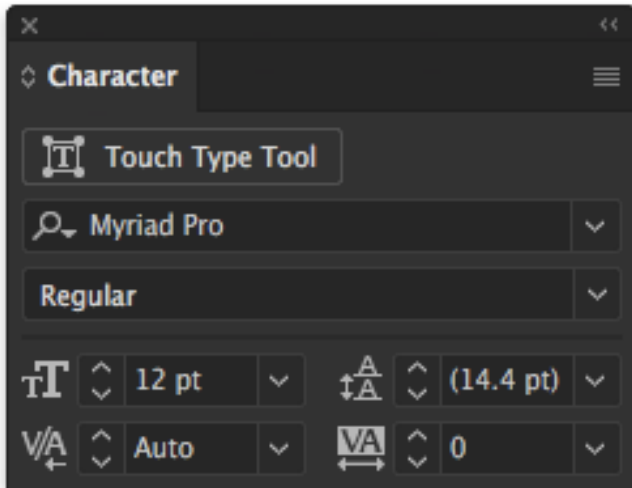 Character
Touch Type Tool
Myriad Pro
Regular
12 pt (14.4 pt)
Auto 0